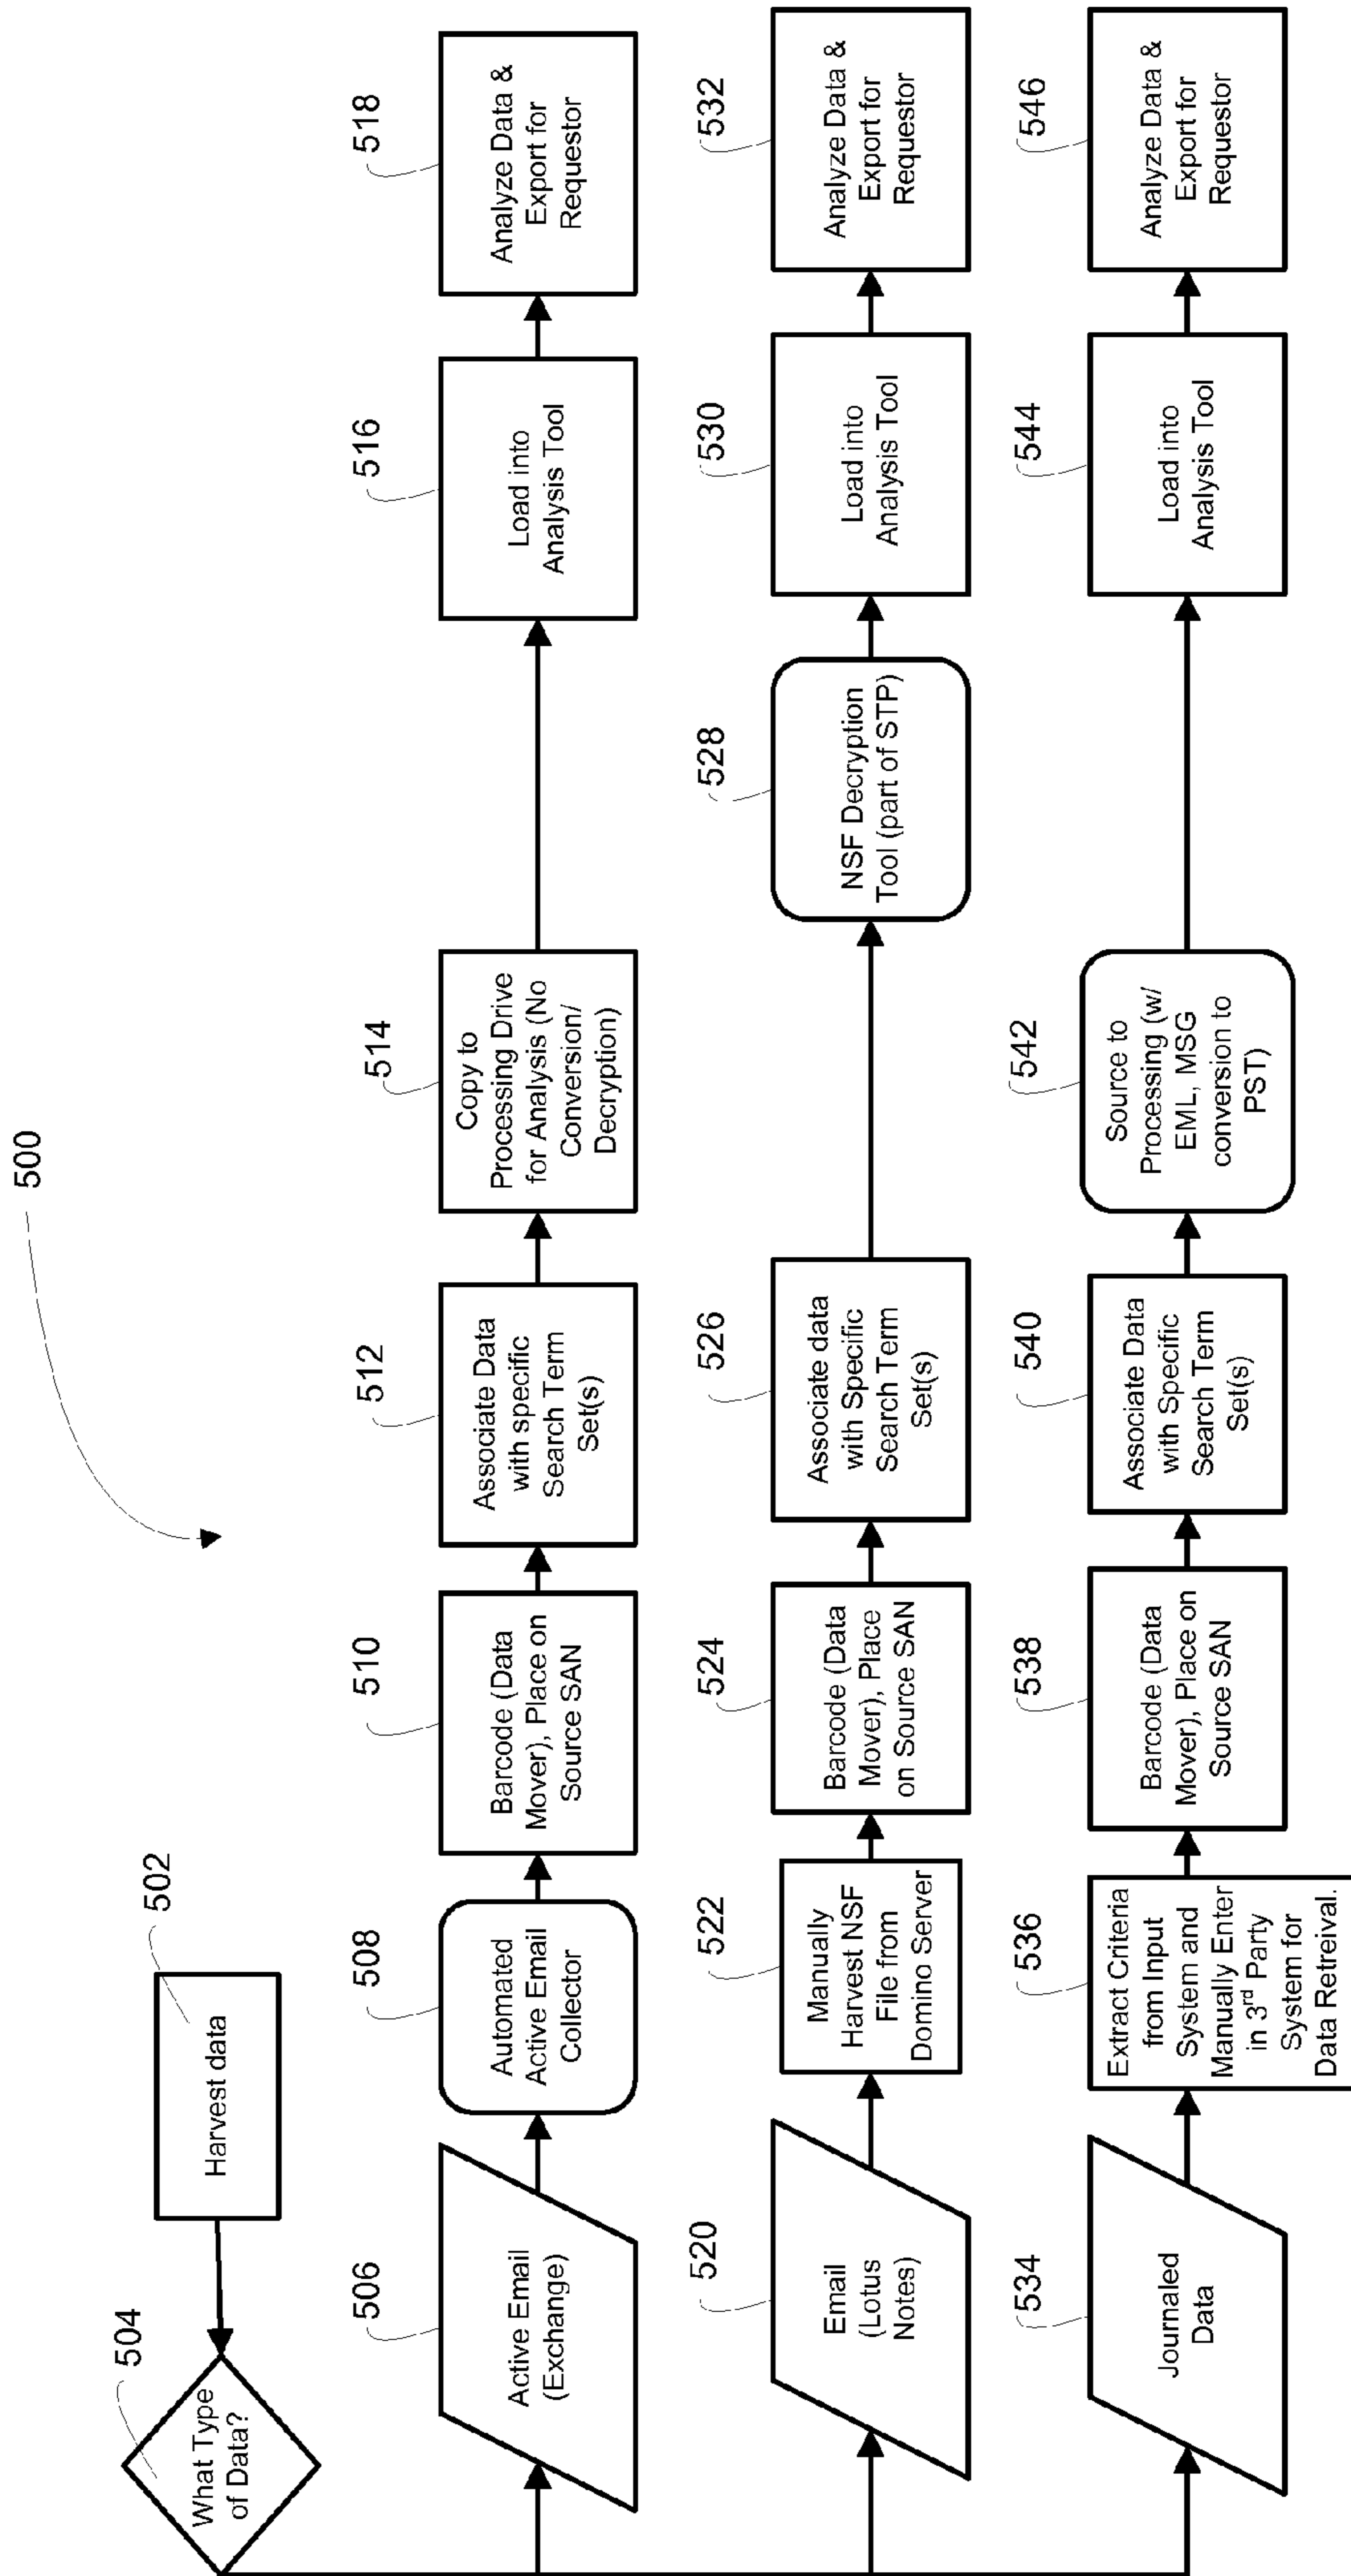 500
502
Harvest data
504
What Type
of Data?
506
Active Email
(Exchange)
508
Automated
Active Email
Collector
510
Barcode (Data
Mover), Place on
Source SAN
512
Associate Data
with specific
Search Term
Set(s)
514
Copy to
Processing Drive
for Analysis (No
Conversion/
Decryption)
516
Load into
Analysis Tool
518
Analyze Data &
Export for
Requestor
520
Email
(Lotus
Notes)
522
Manually
Harvest NSF
File from
Domino Server
524
Barcode (Data
Mover), Place
on Source SAN
526
Associate data
with Specific
Search Term
Set(s)
528
NSF Decryption
Tool (part of STP)
530
Load into
Analysis Tool
532
Analyze Data &
Export for
Requestor
534
Journaled
Data
536
Extract Criteria
from Input
System and
Manually Enter
in 3rd Party
System for
Data Retreival.
538
Barcode (Data
Mover), Place on
Source SAN
540
Associate Data
with Specific
Search Term
Set(s)
542
Source to
Processing (w/
EML, MSG
conversion to
PST)
544
Load into
Analysis Tool
546
Analyze Data &
Export for
Requestor